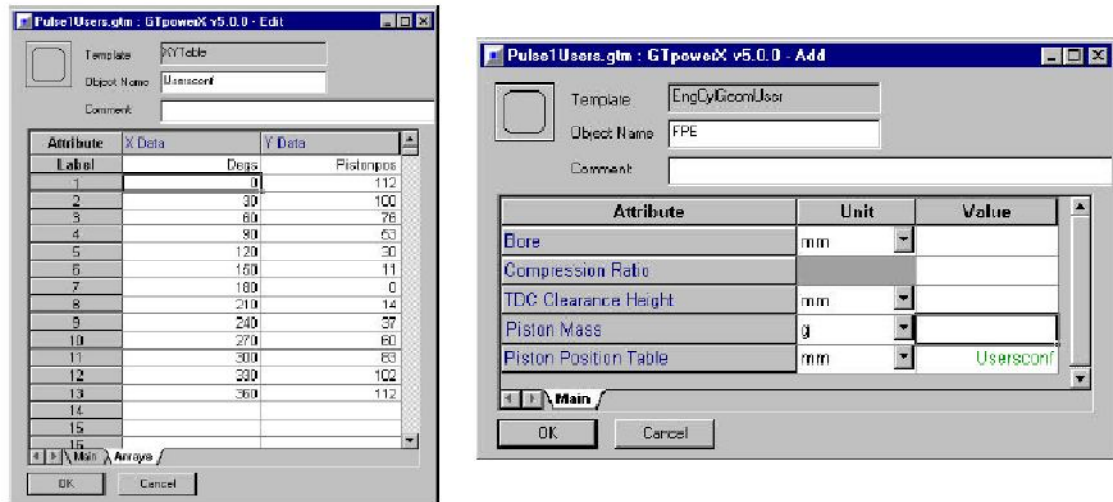 Pulse1Users.gtm : GTpowerX v5.0.0 - Edit
Template XYTable
Object Name Usersconf
Comment
Attribute X Data Y Data
Label Degs Pistonpos
1 0 112
2 30 100
3 60 76
4 90 53
5 120 30
6 150 11
7 180 0
8 210 14
9 240 37
10 270 60
11 300 83
12 330 102
13 360 112
14
15
16
Main Arrays
OK Cancel
Pulse1Users.gtm : GTpowerX v5.0.0 - Add
Template EngCylGeomUser
Object Name FPE
Comment
Attribute Unit Value
Bore mm
Compression Ratio
TDC Clearance Height mm
Piston Mass g
Piston Position Table mm Usersconf
Main
OK Cancel